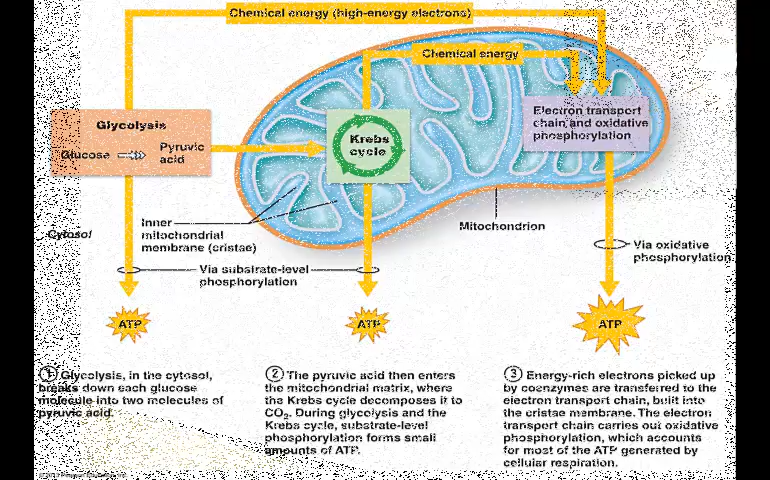 Chemical energy (high-energy electrons)
Chemical energy
Glycolysis
Glucose
Pyruvic
acid
Krebs
cycle
Electron transport
chain and oxidative
phosphorylation
Inner
mitochondrial
membrane (cristae)
Cytosol
Mitochondrion
Via oxidative
phosphorylation
Via substrate-level
phosphorylation
ATP
ATP
ATP
1 Glycolysis, in the cytosol,
breaks down each glucose
molecule into two molecules of
pyruvic acid.
2 The pyruvic acid then enters
the mitochondrial matrix, where
the Krebs cycle decomposes it to
CO2. During glycolysis and the
Krebs cycle, substrate-level
phosphorylation forms small
amounts of ATP.
3 Energy-rich electrons picked up
by coenzymes are transferred to the
electron transport chain, built into
the cristae membrane. The electron
transport chain carries out oxidative
phosphorylation, which accounts
for most of the ATP generated by
cellular respiration.